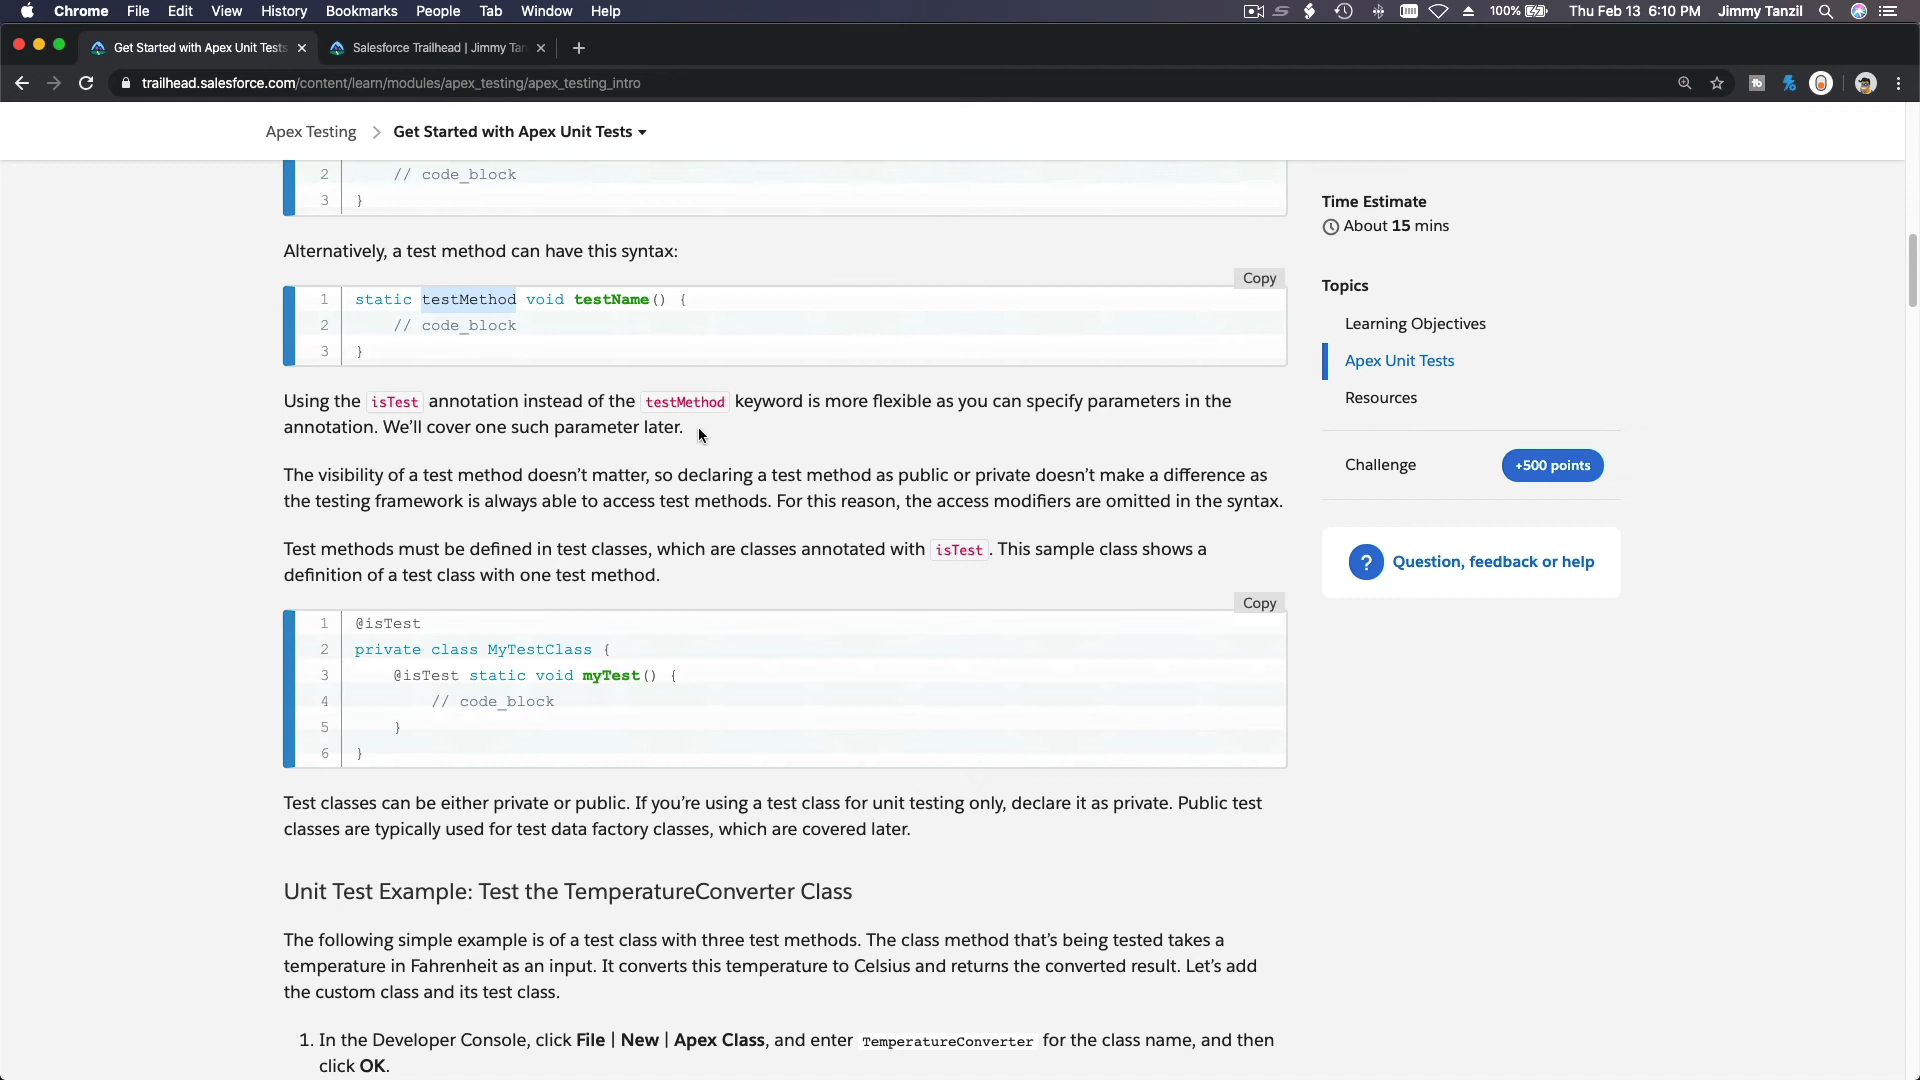 Chrome File Edit View History Bookmarks People Tab Window Help 100% Thu Feb 13 6:10 PM Jimmy Tanzil
Get Started with Apex Unit Tests Salesforce Trailhead | Jimmy Tan
trailhead.salesforce.com/content/learn/modules/apex_testing/apex_testing_intro
Apex Testing > Get Started with Apex Unit Tests
2 // code_block
3 }
Alternatively, a test method can have this syntax:
Copy
1 static testMethod void testName() {
2 // code_block
3 }
Using the isTest annotation instead of the testMethod keyword is more flexible as you can specify parameters in the
annotation. We’ll cover one such parameter later.
The visibility of a test method doesn’t matter, so declaring a test method as public or private doesn’t make a difference as
the testing framework is always able to access test methods. For this reason, the access modifiers are omitted in the syntax.
Test methods must be defined in test classes, which are classes annotated with isTest. This sample class shows a
definition of a test class with one test method.
Copy
1 @isTest
2 private class MyTestClass {
3 @isTest static void myTest() {
4 // code_block
5 }
6 }
Test classes can be either private or public. If you’re using a test class for unit testing only, declare it as private. Public test
classes are typically used for test data factory classes, which are covered later.
Unit Test Example: Test the TemperatureConverter Class
The following simple example is of a test class with three test methods. The class method that’s being tested takes a
temperature in Fahrenheit as an input. It converts this temperature to Celsius and returns the converted result. Let’s add
the custom class and its test class.
1. In the Developer Console, click File | New | Apex Class, and enter TemperatureConverter for the class name, and then
click OK.
Time Estimate
About 15 mins
Topics
Learning Objectives
Apex Unit Tests
Resources
Challenge +500 points
? Question, feedback or help